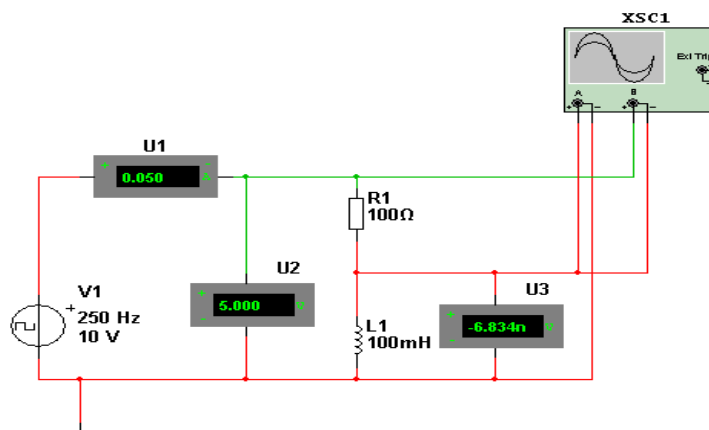 XSC1
Ext Trig
A
B
U1
0.050
A
R1
100Ω
U2
5.000
V
U3
-6.834n
V
V1
250 Hz
10 V
L1
100mH